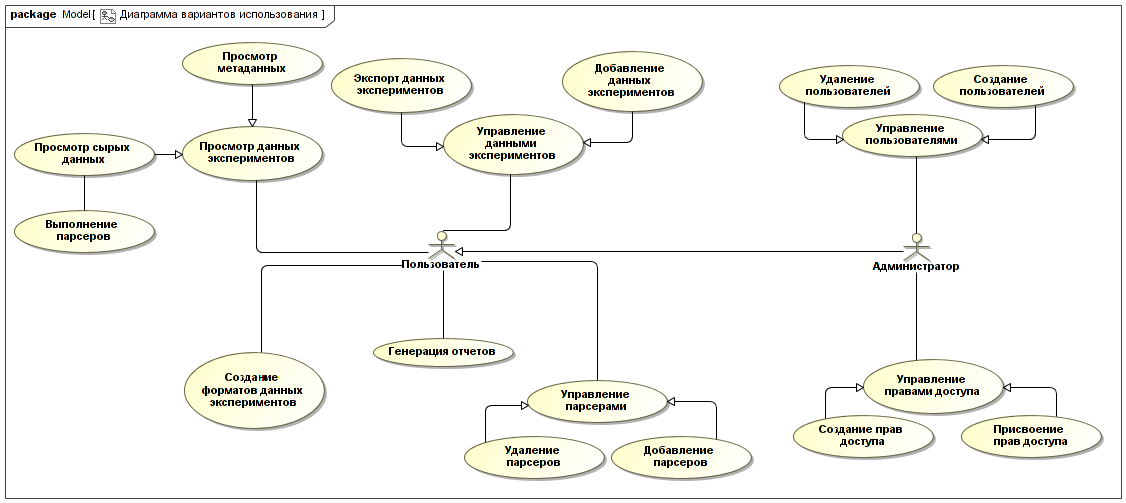 package Model [ Диаграмма вариантов использования ]
Просмотр
метаданных
Экспорт данных
экспериментов
Добавление
данных
экспериментов
Удаление
пользователей
Создание
пользователей
Просмотр сырых
данных
Просмотр данных
экспериментов
Управление
данными
экспериментов
Управление
пользователями
Выполнение
парсеров
Пользователь
Администратор
Создание
форматов данных
экспериментов
Генерация отчетов
Управление
парсерами
Управление
правами доступа
Удаление
парсеров
Добавление
парсеров
Создание прав
доступа
Присвоение
прав доступа